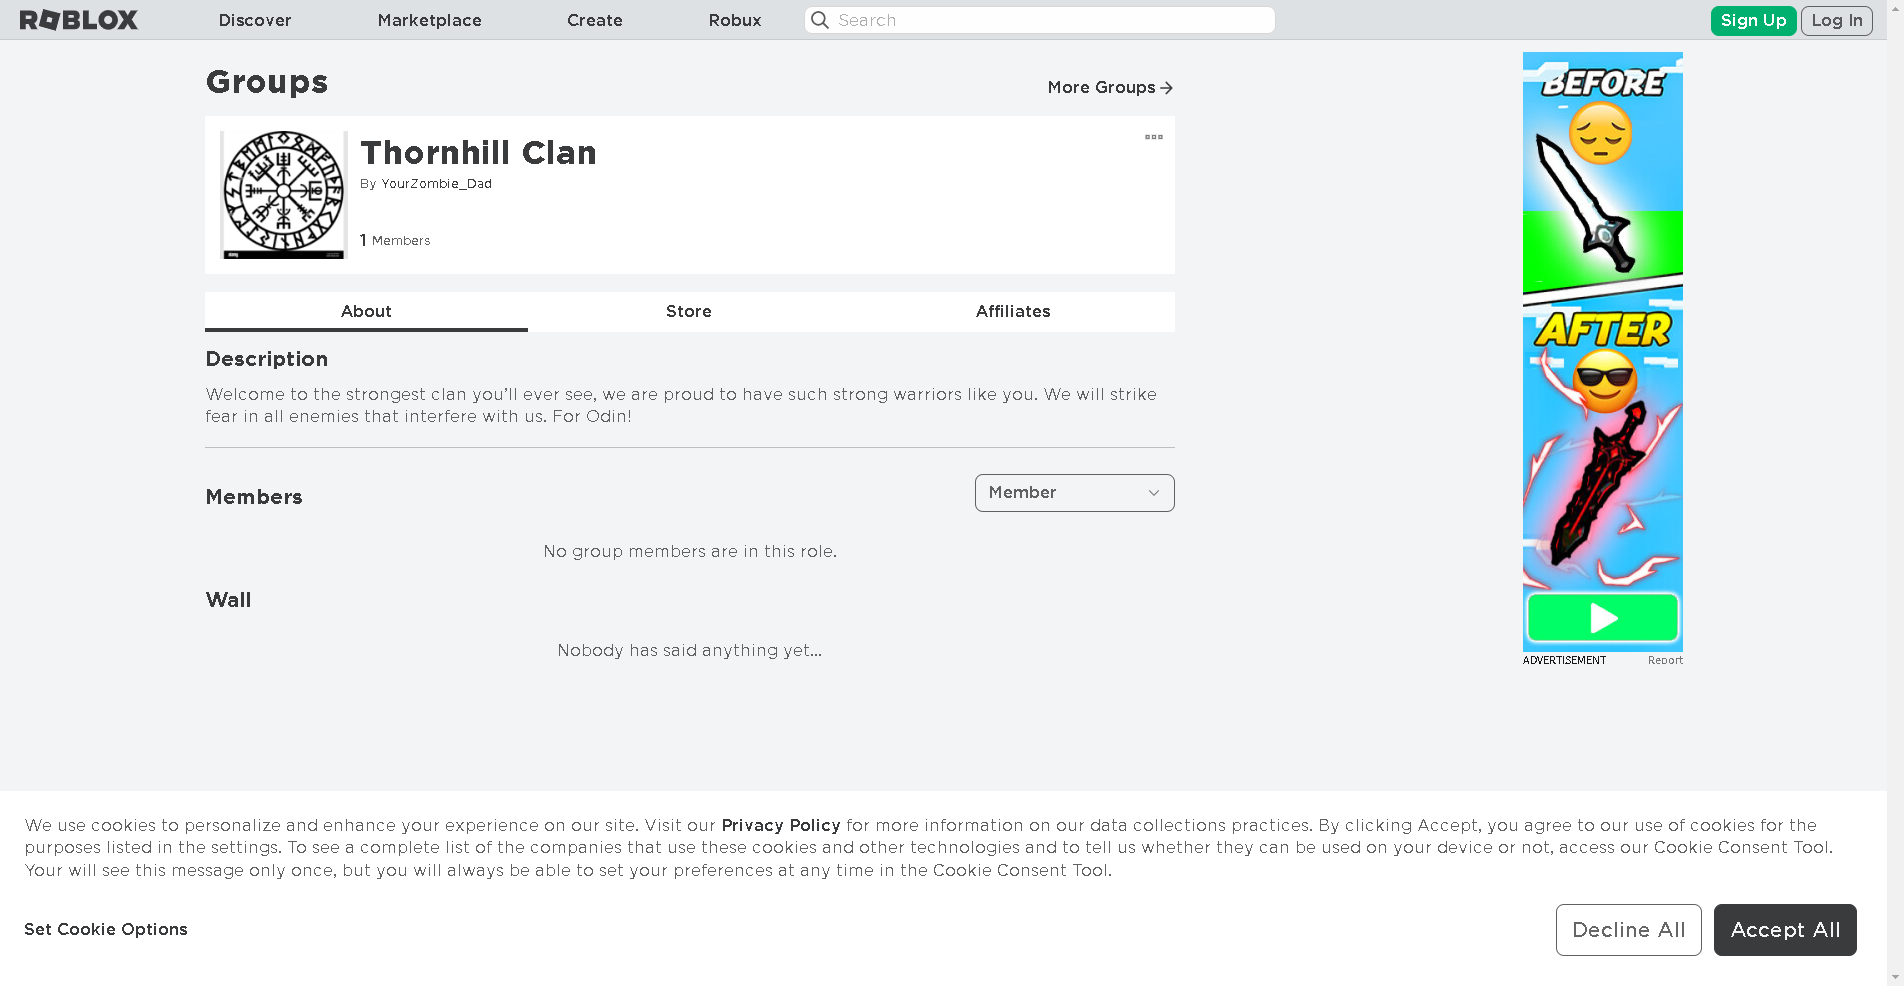 ROBLOX
Discover
Marketplace
Create
Robux
Search
Sign Up
Log In
Groups
More Groups
Thornhill Clan
By YourZombie_Dad
1 Members
About
Store
Affiliates
Description
Welcome to the strongest clan you'll ever see, we are proud to have such strong warriors like you. We will strike
fear in all enemies that interfere with us. For Odin!
Members
Member
No group members are in this role.
Wall
Nobody has said anything yet...
BEFORE
AFTER
ADVERTISEMENT
Report
We use cookies to personalize and enhance your experience on our site. Visit our Privacy Policy for more information on our data collections practices. By clicking Accept, you agree to our use of cookies for the
purposes listed in the settings. To see a complete list of the companies that use these cookies and other technologies and to tell us whether they can be used on your device or not, access our Cookie Consent Tool.
Your will see this message only once, but you will always be able to set your preferences at any time in the Cookie Consent Tool.
Set Cookie Options
Decline All
Accept All